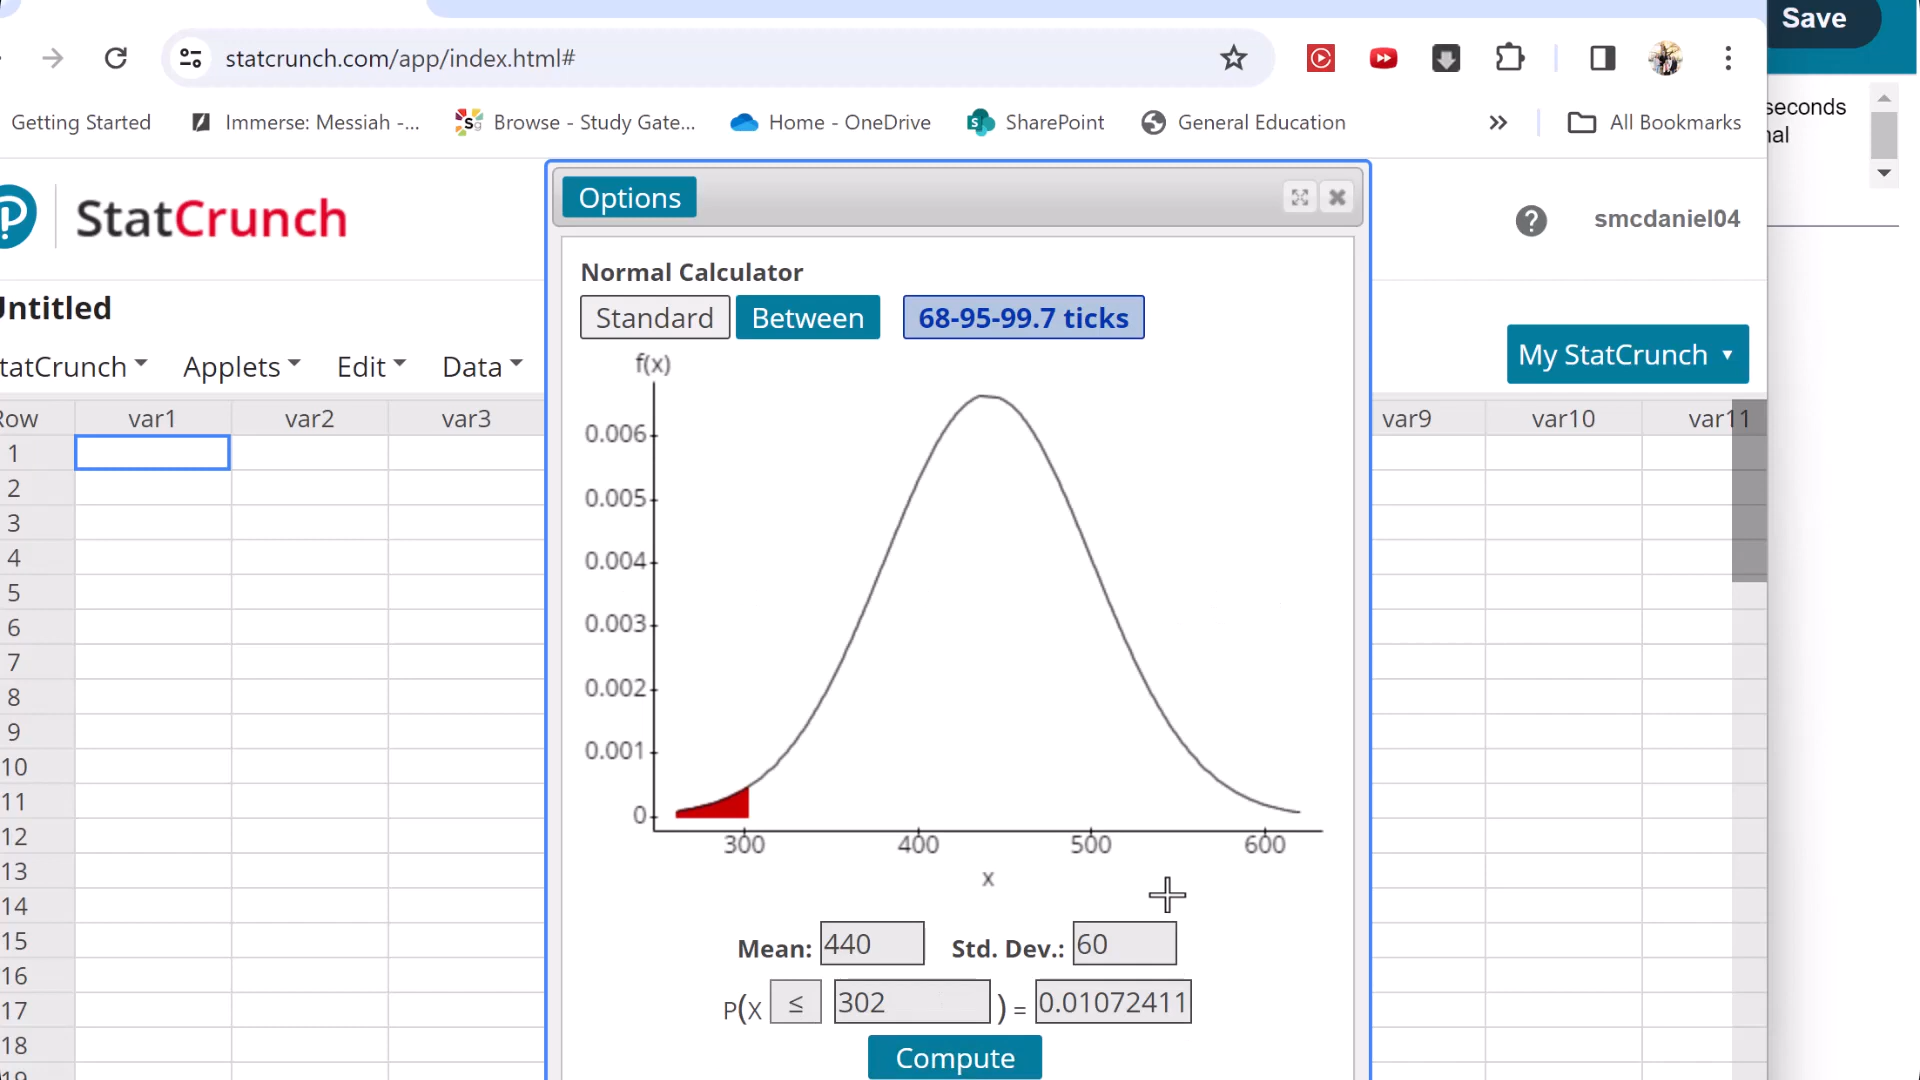 Save
statcrunch.com/app/index.html#
Getting Started
Immerse: Messiah -...
Browse - Study Gate...
Home - OneDrive
SharePoint
General Education
»
All Bookmarks
seconds
nal
Options
StatCrunch
smcdaniel04
Normal Calculator
Standard
Between
68-95-99.7 ticks
Untitled
StatCrunch
Applets
Edit
Data
My StatCrunch
f(x)
Row
var1
var2
var3
var9
var10
var11
0.006
0.005
0.004
0.003
0.002
0.001
0
300
400
500
600
x
1
2
3
4
5
6
7
8
9
10
11
12
13
14
15
16
17
18
19
Mean: 440 Std. Dev.: 60
P(X ≤ 302 ) = 0.01072411
Compute